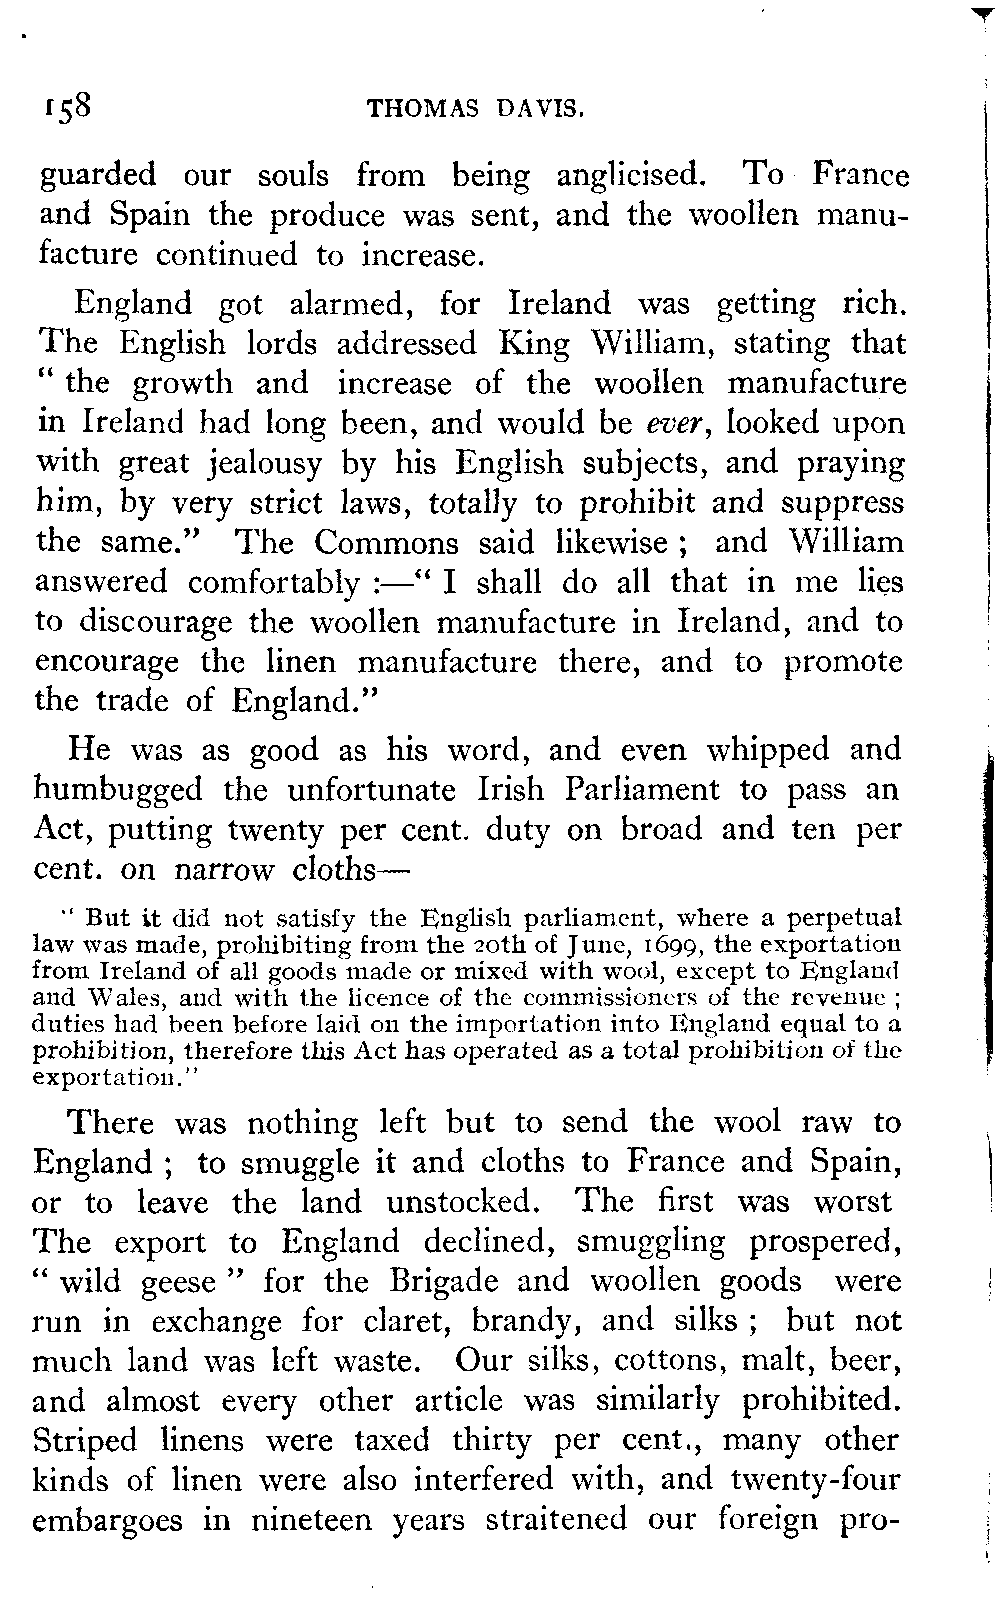 158 THOMAS DAVIS.
guarded our souls from being anglicised. To France
and Spain the produce was sent, and the woollen manu-
facture continued to increase.
England got alarmed, for Ireland was getting rich.
The English lords addressed King William, stating that
" the growth and increase of the woollen manufacture
in Ireland had long been, and would be ever, looked upon
with great jealousy by his English subjects, and praying
him, by very strict laws, totally to prohibit and suppress
the same." The Commons said likewise ; and William
answered comfortably :—" I shall do all that in me lies
to discourage the woollen manufacture in Ireland, and to
encourage the linen manufacture there, and to promote
the trade of England."
He was as good as his word, and even whipped and
humbugged the unfortunate Irish Parliament to pass an
Act, putting twenty per cent. duty on broad and ten per
cent. on narrow cloths—
" But it did not satisfy the English parliament, where a perpetual
law was made, prohibiting from the 20th of June, 1699, the exportation
from Ireland of all goods made or mixed with wool, except to England
and Wales, and with the licence of the commissioners of the revenue ;
duties had been before laid on the importation into England equal to a
prohibition, therefore this Act has operated as a total prohibition of the
exportation."
There was nothing left but to send the wool raw to
England ; to smuggle it and cloths to France and Spain,
or to leave the land unstocked. The first was worst
The export to England declined, smuggling prospered,
" wild geese " for the Brigade and woollen goods were
run in exchange for claret, brandy, and silks ; but not
much land was left waste. Our silks, cottons, malt, beer,
and almost every other article was similarly prohibited.
Striped linens were taxed thirty per cent., many other
kinds of linen were also interfered with, and twenty-four
embargoes in nineteen years straitened our foreign pro-